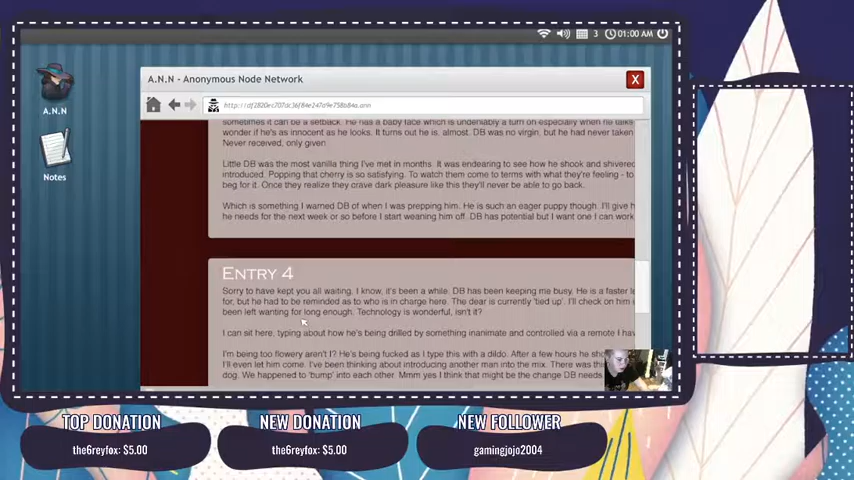 3 01:00 AM
A.N.N - Anonymous Node Network
X
A.N.N
Notes
sometimes it can be a setback. He has a baby face which is undeniably a turn on especially when he talks
wonder if he's as innocent as he looks. It turns out he is, almost. DB was no virgin, but he had never taken
Never received, only given.
Little DB was the most vanilla thing I've met in months. It was endearing to see how he shook and shivered
introduced. Popping that cherry is so satisfying. To watch them come to terms with what they're feeling - to
beg for it. Once they realize they crave dark pleasure like this they'll never be able to go back.
Which is something I warned DB of when I was prepping him. He is such an eager puppy though. I'll give h
he needs for the next week or so before I start weaning him off. DB has potential but I want one I can work
ENTRY 4
Sorry to have kept you all waiting, I know, it's been a while. DB has been keeping me busy. He is a faster le
for, but he had to be reminded as to who is in charge here. The dear is currently 'tied up'. I'll check on him
been left wanting for long enough. Technology is wonderful, isn't it?
I can sit here, typing about how he's being drilled by something inanimate and controlled via a remote I hav
I'm being too flowery aren't I? He's being fucked as I type this with a dildo. After a few hours he sho
I'll even let him come. I've been thinking about introducing another man into the mix. There was this
dog. We happened to 'bump' into each other. Mmm yes I think that might be the change DB needs.
TOP DONATION
the6reyfox: $5.00
NEW DONATION
the6reyfox: $5.00
NEW FOLLOWER
gamingjojo2004